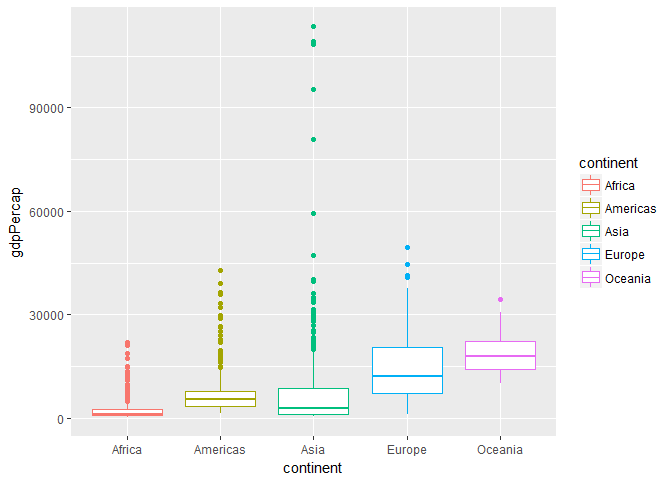 gdpPercap
90000
60000
30000
0
Africa
Americas
Asia
Europe
Oceania
continent
continent
Africa
Americas
Asia
Europe
Oceania